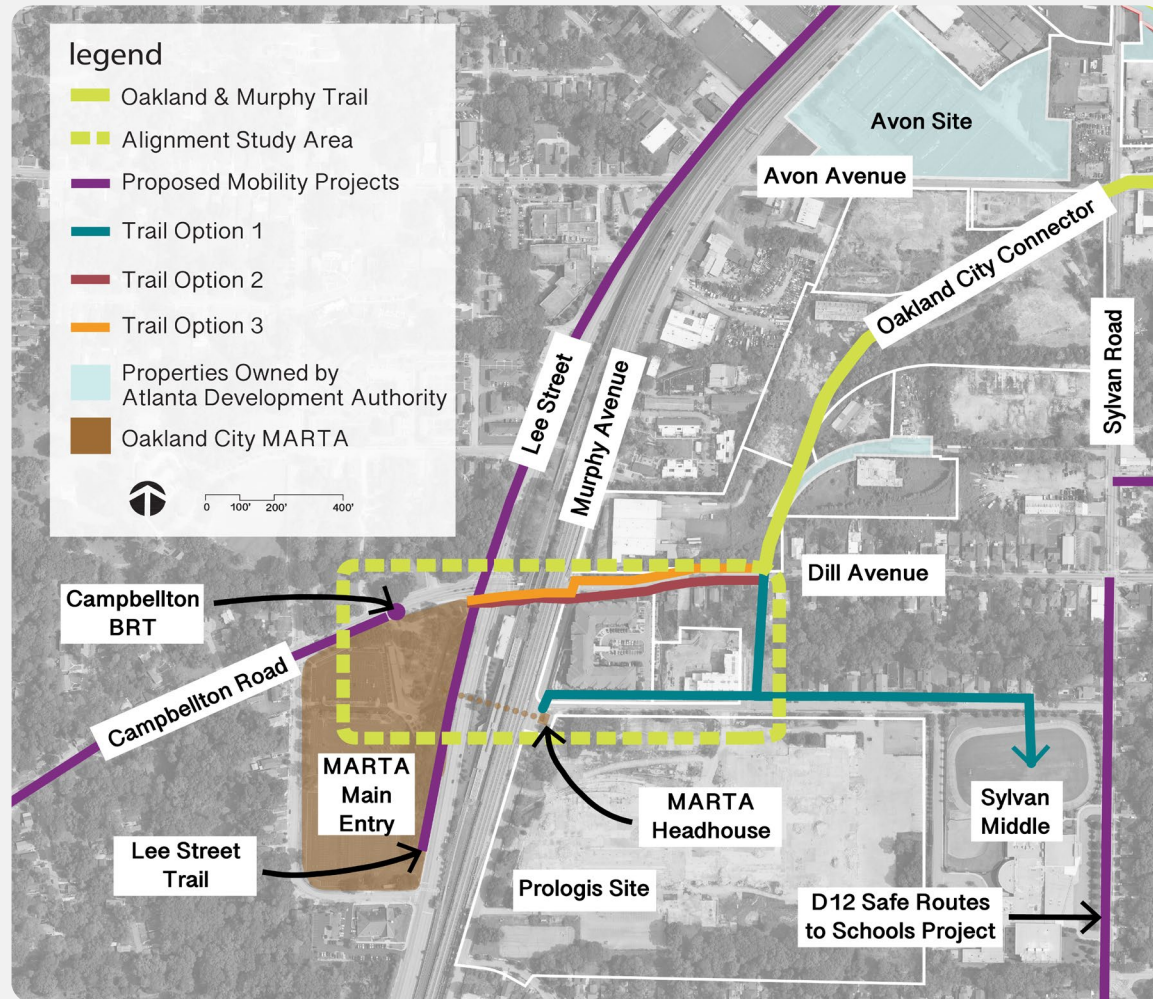 legend
Oakland & Murphy Trail
Alignment Study Area
Proposed Mobility Projects
Trail Option 1
Trail Option 2
Trail Option 3
Properties Owned by
Atlanta Development Authority
Oakland City MARTA
0 100' 200' 400'
Avon Site
Avon Avenue
Oakland City Connector
Sylvan Road
Lee Street
Murphy Avenue
Dill Avenue
Campbellton
BRT
Campbellton Road
MARTA
Main
Entry
Lee Street
Trail
MARTA
Headhouse
Sylvan
Middle
Prologis Site
D12 Safe Routes
to Schools Project